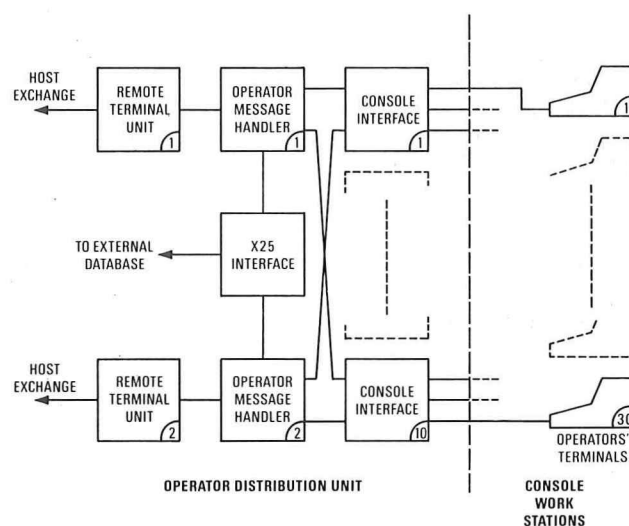 HOST
EXCHANGE
REMOTE
TERMINAL
UNIT
1
OPERATOR
MESSAGE
HANDLER
1
CONSOLE
INTERFACE
1
1
TO EXTERNAL
DATABASE
X25
INTERFACE
HOST
EXCHANGE
REMOTE
TERMINAL
UNIT
2
OPERATOR
MESSAGE
HANDLER
2
CONSOLE
INTERFACE
10
30
OPERATORS'
TERMINALS
OPERATOR DISTRIBUTION UNIT
CONSOLE
WORK
STATIONS